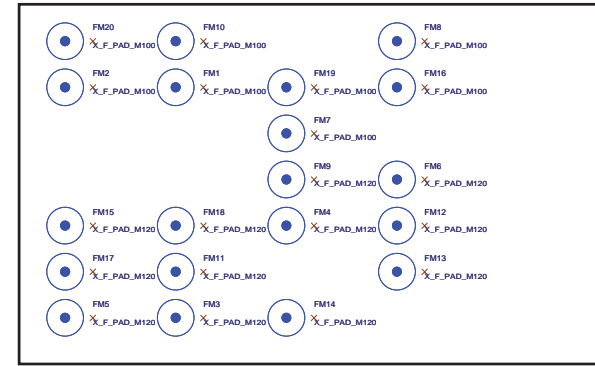 FM20 FM10 FM8
X_F_PAD_M100 X_F_PAD_M100 X_F_PAD_M100
FM2 FM1 FM19 FM16
X_F_PAD_M100 X_F_PAD_M100 X_F_PAD_M100 X_F_PAD_M100
FM7
X_F_PAD_M100
FM9 FM6
X_F_PAD_M120 X_F_PAD_M120
FM15 FM18 FM4 FM12
X_F_PAD_M120 X_F_PAD_M120 X_F_PAD_M120 X_F_PAD_M120
FM17 FM11 FM13
X_F_PAD_M120 X_F_PAD_M120 X_F_PAD_M120
FM5 FM3 FM14
X_F_PAD_M120 X_F_PAD_M120 X_F_PAD_M120